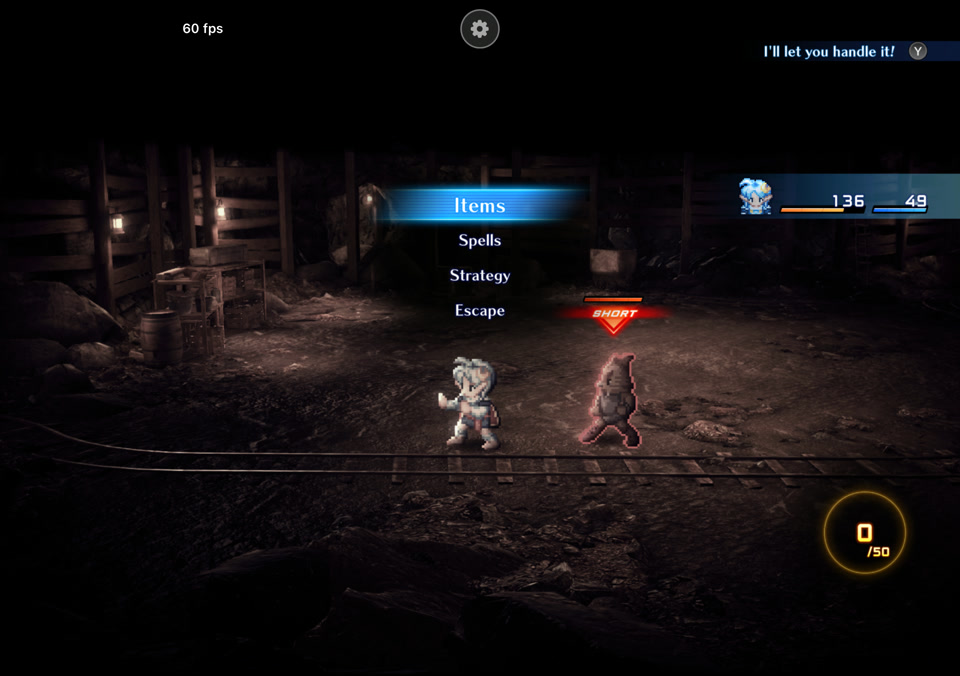 60 fps
I'll let you handle it! Y
Items
136 49
Spells
Strategy
Escape
SHORT
0
/50